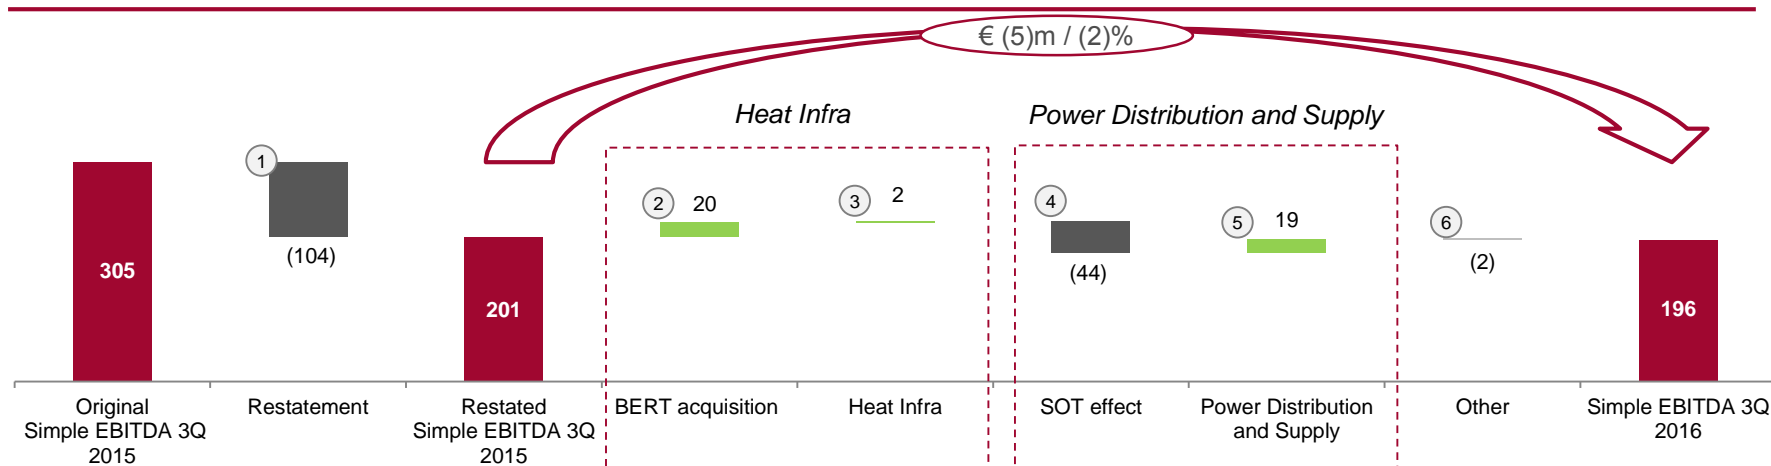 € (5)m / (2)%
Heat Infra
Power Distribution and Supply
1
2
20
3
2
4
5
19
6
(104)
(44)
(2)
305
201
196
Original
Simple EBITDA 3Q
2015
Restatement
Restated
Simple EBITDA 3Q
2015
BERT acquisition
Heat Infra
SOT effect
Power Distribution
and Supply
Other
Simple EBITDA 3Q
2016